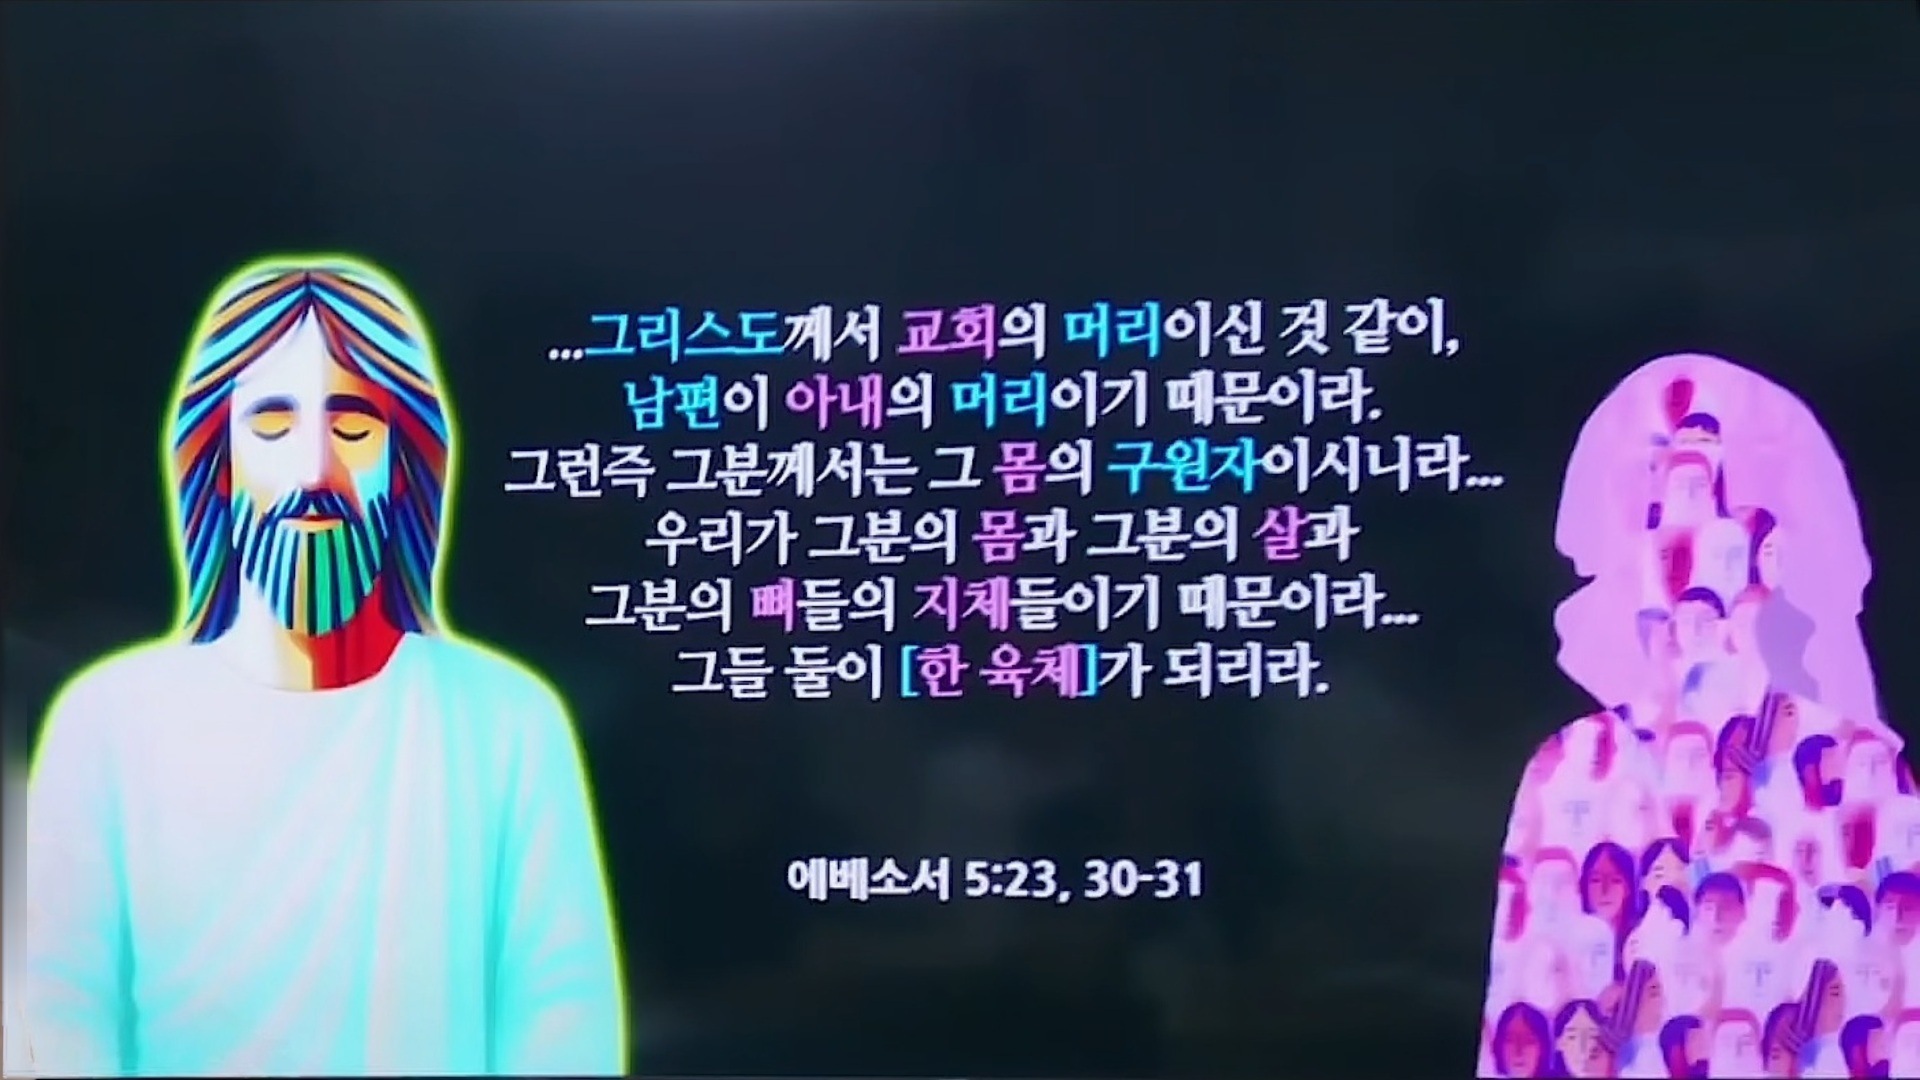 ...그리스도께서 교회의 머리이신 것 같이,
남편이 아내의 머리이기 때문이라.
그런즉 그분께서는 그 몸의 구원자이시니라...
우리가 그분의 몸과 그분의 살과
그분의 뼈들의 지체들이기 때문이라...
그들 둘이 [한 육체]가 되리라.
에베소서 5:23, 30-31